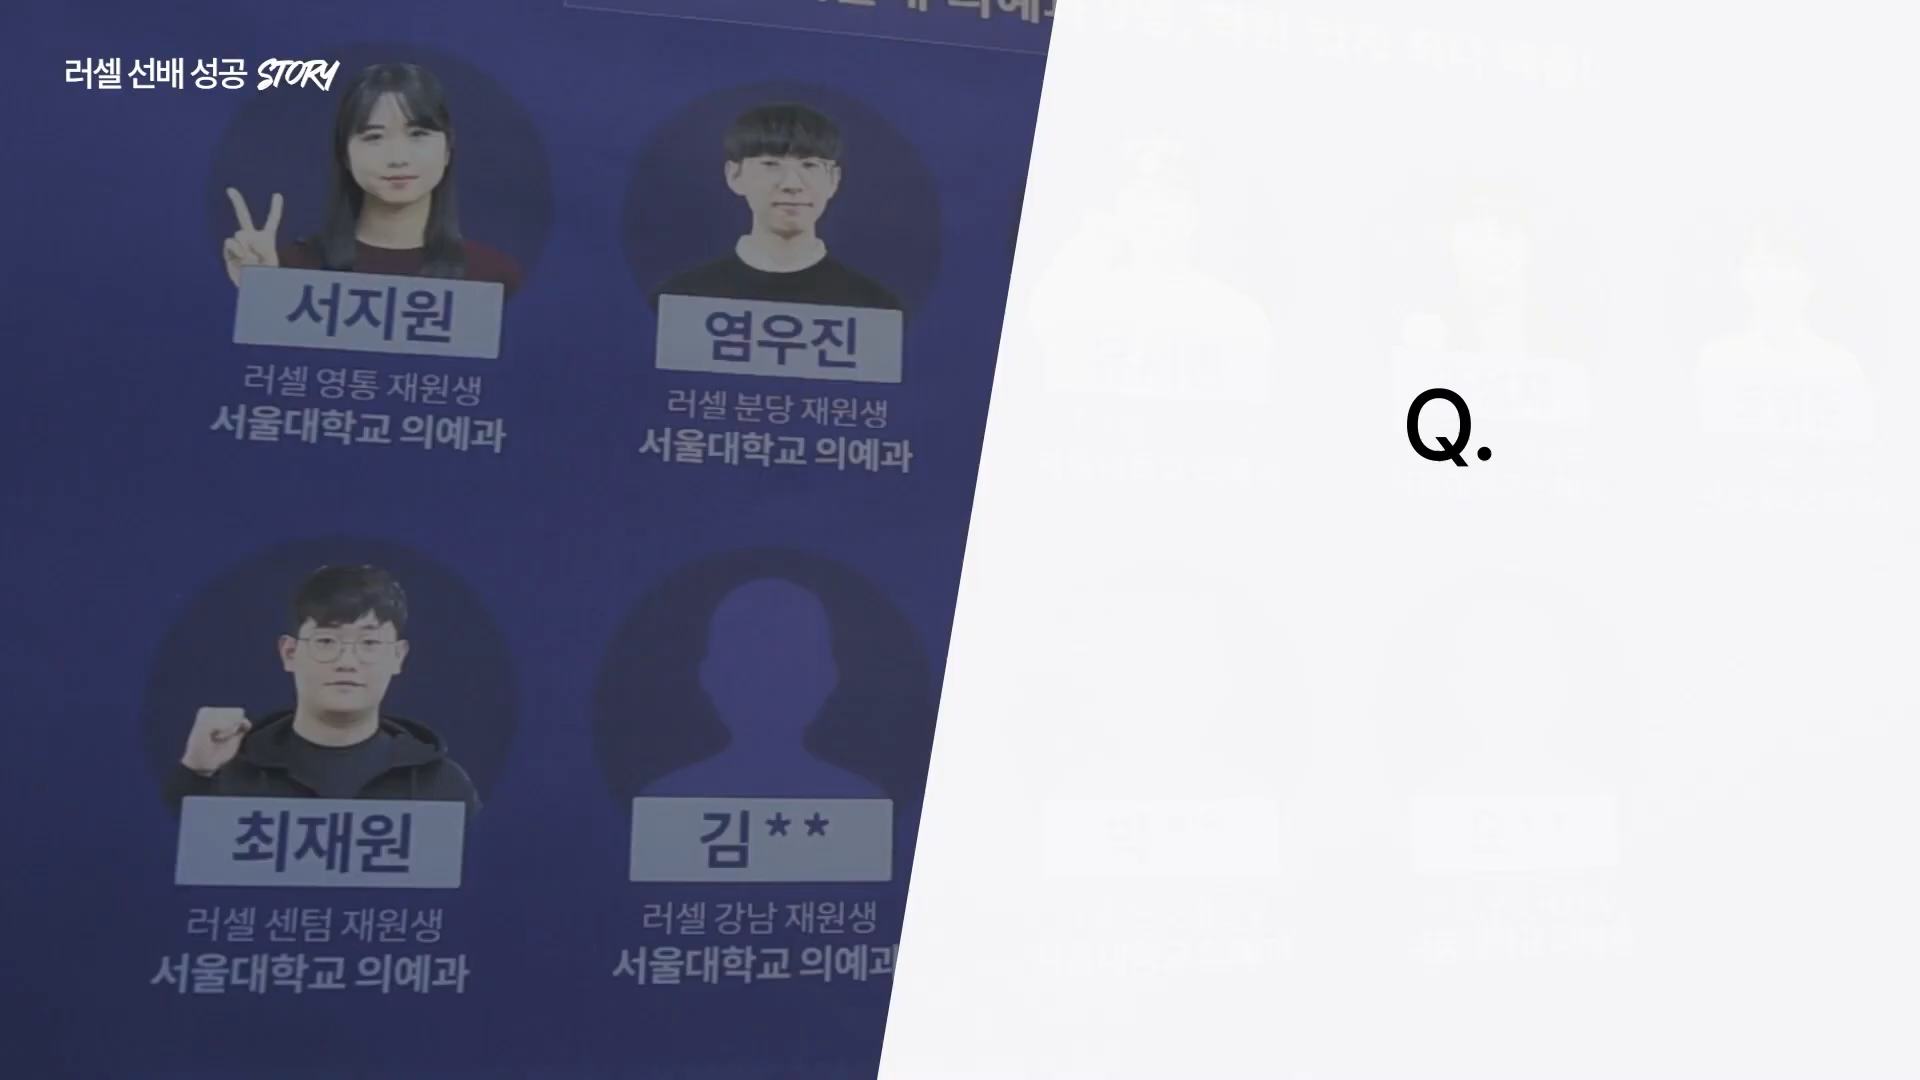 러셀 선배 성공 STORY
서지원
러셀 영통 재원생
서울대학교 의예과
염우진
러셀 분당 재원생
서울대학교 의예과
최재원
러셀 센텀 재원생
서울대학교 의예과
김**
러셀 강남 재원생
서울대학교 의예과
Q.